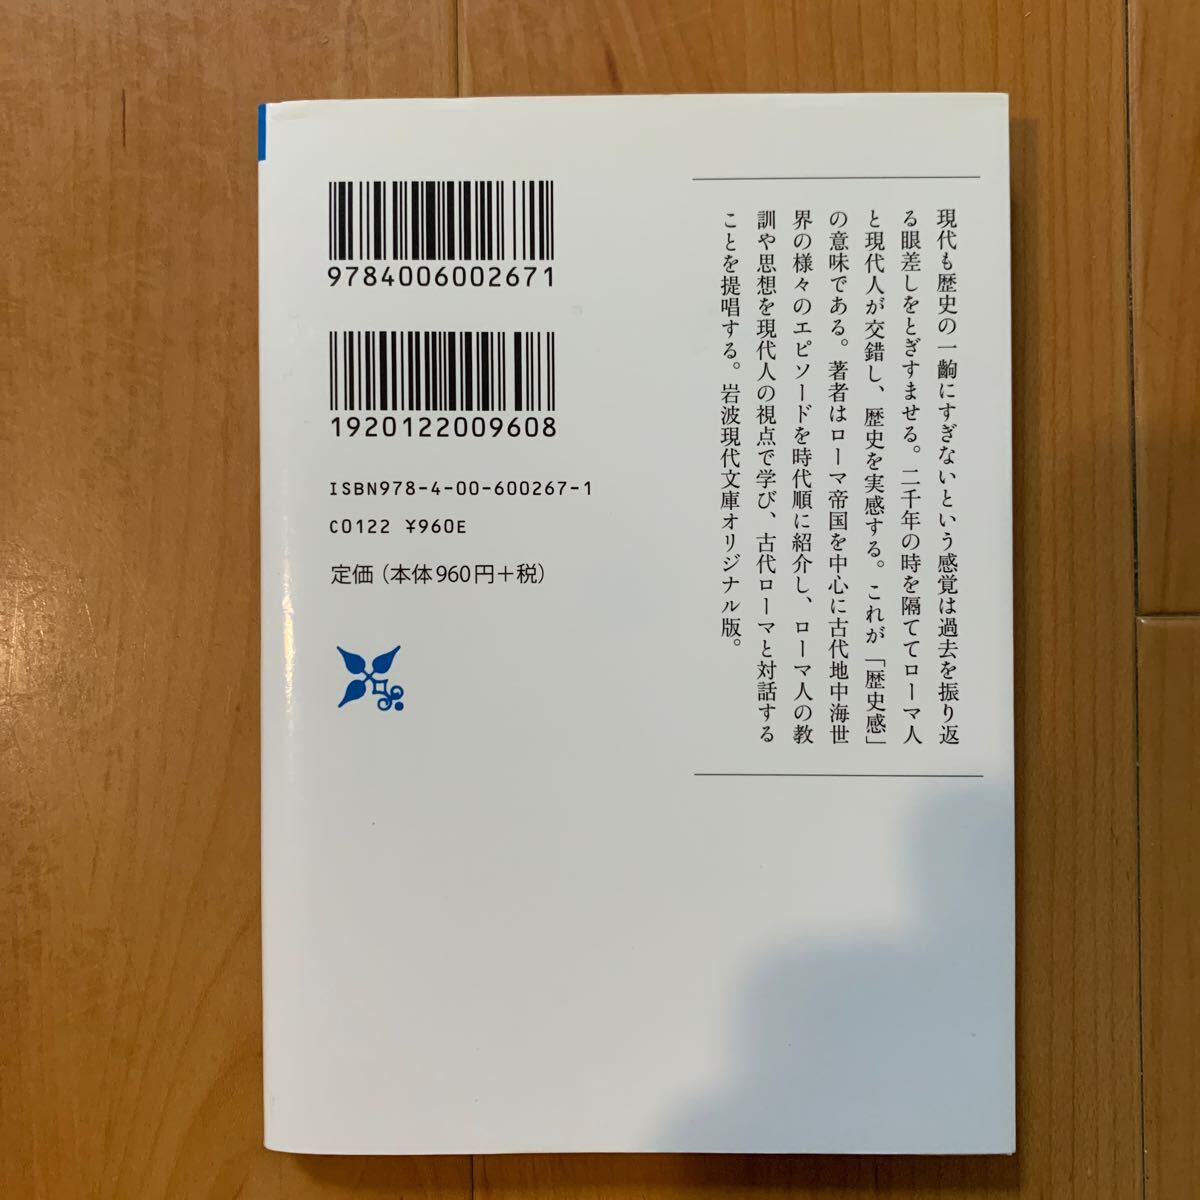 現代も歴史の一齣にすぎないという感覚は過去を振り返
る眼差しをとぎすませる。二千年の時を隔ててローマ人
と現代人が交錯し、歴史を実感する。これが「歴史感」
の意味である。著者はローマ帝国を中心に古代地中海世
界の様々のエピソードを時代順に紹介し、ローマ人の教
訓や思想を現代人の視点で学び、古代ローマと対話する
ことを提唱する。岩波現代文庫オリジナル版。
9784006002671
1920122009608
ISBN978-4-00-600267-1
C0122 ¥960E
定価（本体960円＋税）